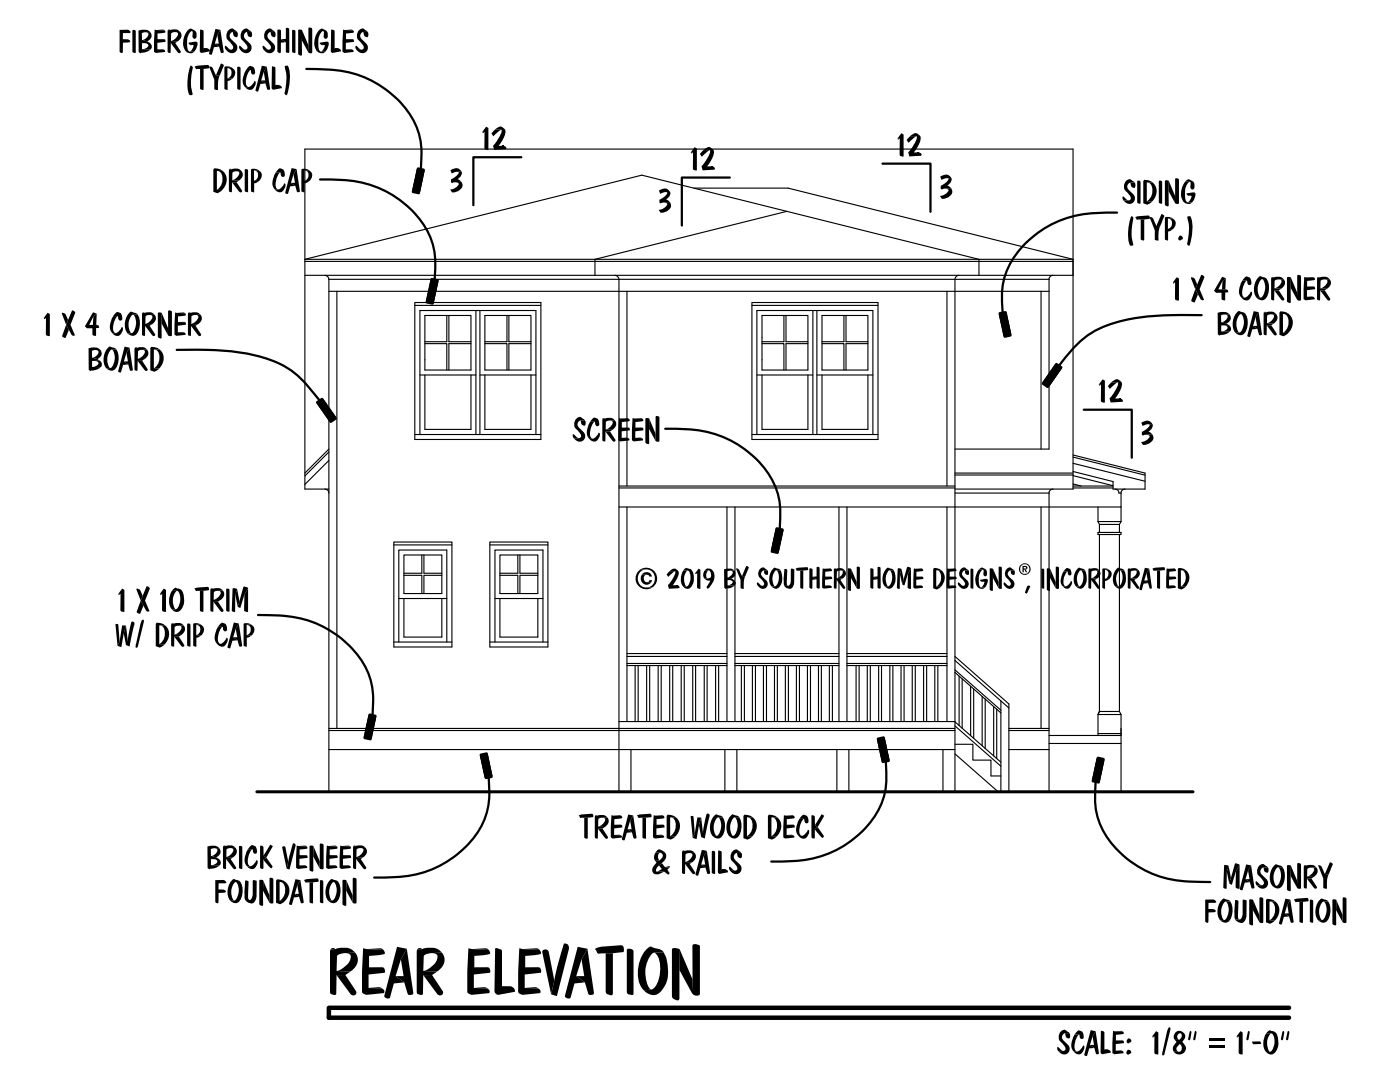 FIBERGLASS SHINGLES
(TYPICAL)
12
3
12
3
12
3
DRIP CAP
SIDING
(TYP.)
1 X 4 CORNER
BOARD
1 X 4 CORNER
BOARD
12
3
SCREEN
© 2019 BY SOUTHERN HOME DESIGNS®, INCORPORATED
1 X 10 TRIM
W/ DRIP CAP
TREATED WOOD DECK
& RAILS
BRICK VENEER
FOUNDATION
MASONRY
FOUNDATION
REAR ELEVATION
SCALE: 1/8" = 1'-0"